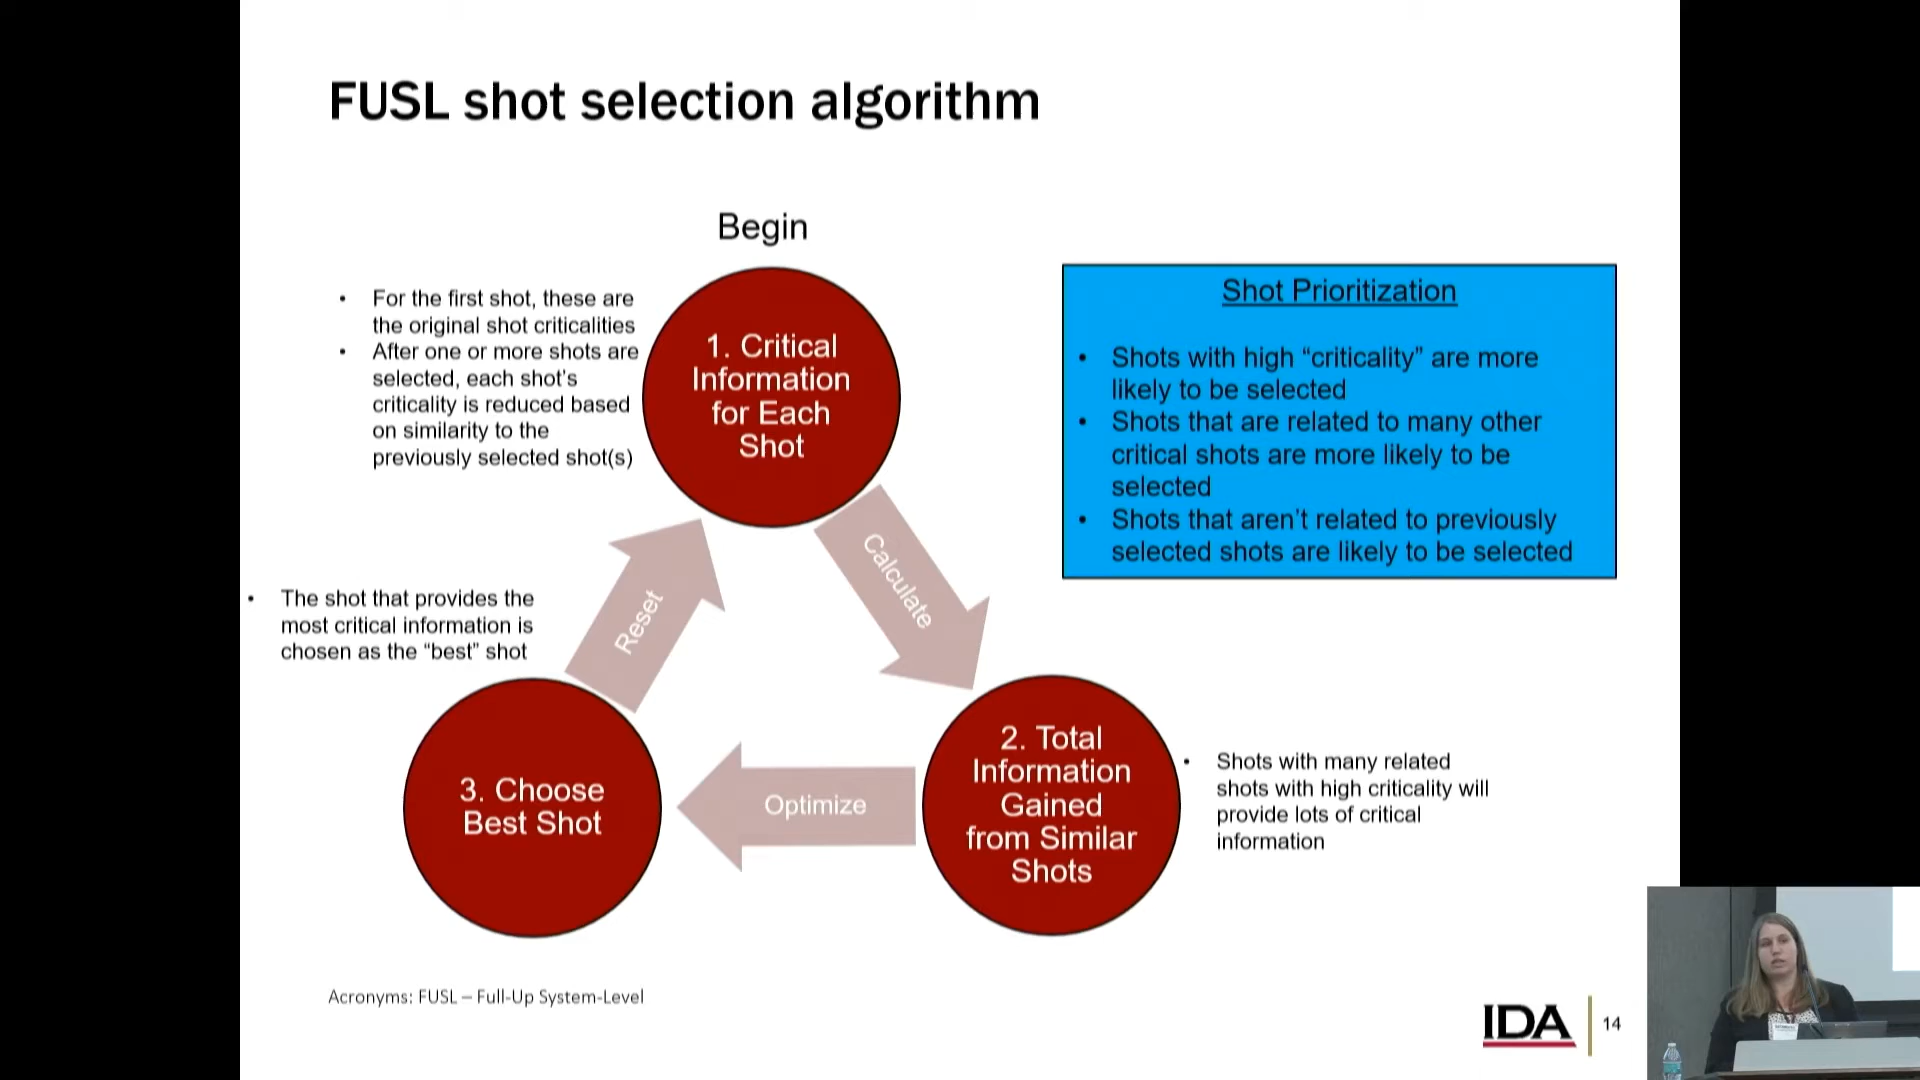 FUSL shot selection algorithm
Begin
• For the first shot, these are
the original shot criticalities
• After one or more shots are
selected, each shot's
criticality is reduced based
on similarity to the
previously selected shot(s)
1. Critical
Information
for Each
Shot
Shot Prioritization
• Shots with high “criticality” are more
likely to be selected
• Shots that are related to many other
critical shots are more likely to be
selected
• Shots that aren't related to previously
selected shots are likely to be selected
Calculate
Reset
• The shot that provides the
most critical information is
chosen as the “best” shot
2. Total
Information
Gained
from Similar
Shots
• Shots with many related
shots with high criticality will
provide lots of critical
information
Optimize
3. Choose
Best Shot
Acronyms: FUSL – Full-Up System-Level
IDA
14